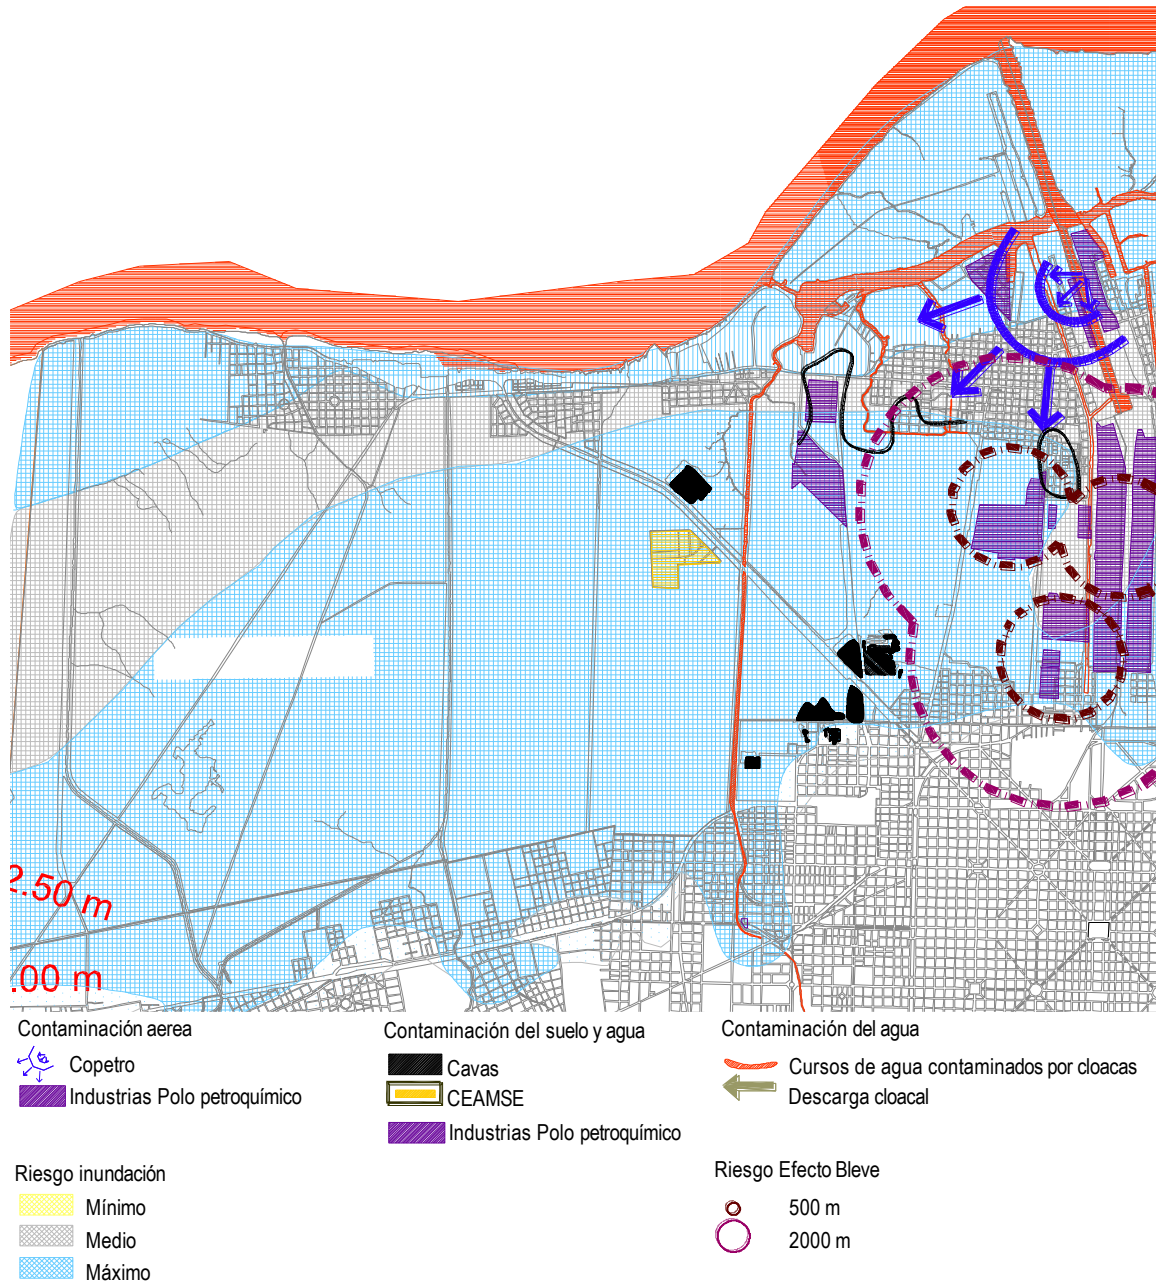 2.50 m
.00 m
Contaminación aerea
Copetro
Industrias Polo petroquímico
Contaminación del suelo y agua
Cavas
CEAMSE
Industrias Polo petroquímico
Contaminación del agua
Cursos de agua contaminados por cloacas
Descarga cloacal
Riesgo inundación
Mínimo
Medio
Máximo
Riesgo Efecto Bleve
500 m
2000 m